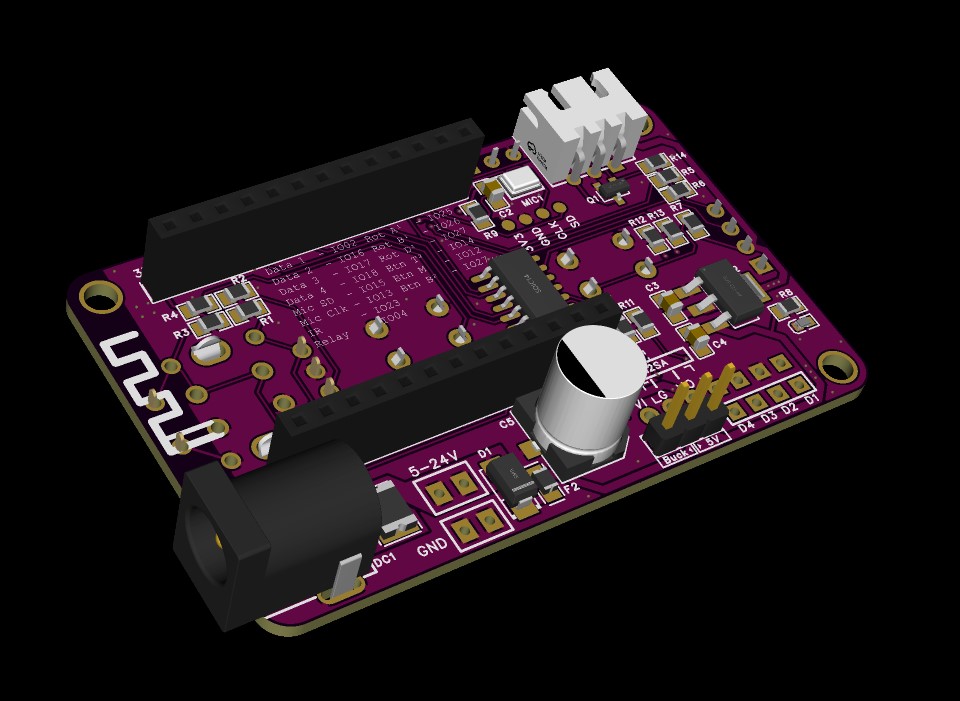 R14
R5
R6
Q1
MIC1
C2
R9
R7
R13
R12
SD
CLK
GND
3V3
IO25
IO26
IO27
IO14
IO12
Data 1 - IO02 Rot
Data 2 - IO16 Rot B
Data 3 - IO17 Rot
Data 4 - IO18 Btn
Mic SD - IO15 Btn
Mic Clk - IO13 Btn B
IR - IO23
Relay - IO04
R2
R1
R4
R3
C3
C4
R8
R11
C5
D1
F2
5-24V
GND
DC1
LG
Buck
5V
D4 D3 D2 D1